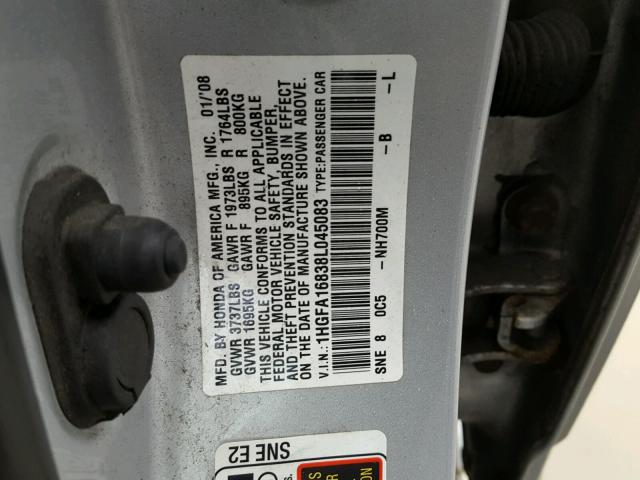 MFD. BY HONDA OF AMERICA MFG., INC. 01/'08
GVWR 3737LBS GAWR F 1973LBS R 1764LBS
GVWR 1695KG GAWR F 895KG R 800KG
THIS VEHICLE CONFORMS TO ALL APPLICABLE
FEDERAL MOTOR VEHICLE SAFETY, BUMPER,
AND THEFT PREVENTION STANDARDS IN EFFECT
ON THE DATE OF MANUFACTURE SHOWN ABOVE.
V.I.N.: 1HGFA16838L045083 TYPE:PASSENGER CAR
SNE 8 0C5 -NH700M -B -L
SNE E2